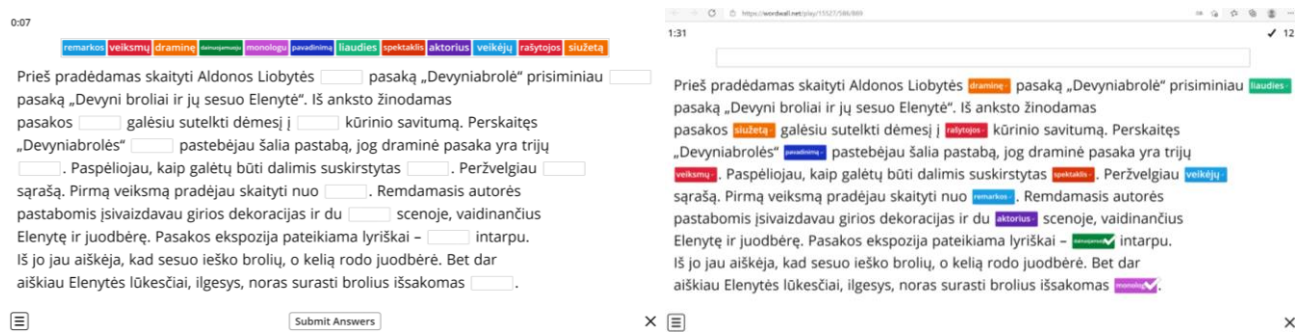 0:07
remarkos veiksmų draminę dainuojamuoju monologu pavadinimą liaudies spektaklis aktorius veikėjų rašytojos siužetą
Prieš pradėdamas skaityti Aldonos Liobytės pasaką „Devyniabrolė“ prisiminiau
pasaką „Devyni broliai ir jų sesuo Elenytė“. Iš anksto žinodamas
pasakos galėsiu sutelkti dėmesį į kūrinio savitumą. Perskaitęs
„Devyniabrolės“ pastebėjau šalia pastabą, jog draminė pasaka yra trijų
. Paspėliojau, kaip galėtų būti dalimis suskirstytas . Peržvelgiau
sąrašą. Pirmą veiksmą pradėjau skaityti nuo . Remdamasis autorės
pastabomis įsivaizdavau girios dekoracijas ir du scenoje, vaidinančius
Elenytę ir juodbėrę. Pasakos ekspozija pateikiama lyriškai – intarpu.
Iš jo jau aiškėja, kad sesuo ieško brolių, o kelią rodo juodbėrė. Bet dar
aiškiau Elenytės lūkesčiai, ilgesys, noras surasti brolius išsakomas .
Submit Answers
https://wordwall.net/play/15527/586/889
1:31
✓ 12
Prieš pradėdamas skaityti Aldonos Liobytės draminę pasaką „Devyniabrolė“ prisiminiau liaudies
pasaką „Devyni broliai ir jų sesuo Elenytė“. Iš anksto žinodamas
pasakos siužetą galėsiu sutelkti dėmesį į rašytojos kūrinio savitumą. Perskaitęs
„Devyniabrolės“ pavadinimą pastebėjau šalia pastabą, jog draminė pasaka yra trijų
veiksmų . Paspėliojau, kaip galėtų būti dalimis suskirstytas spektaklis . Peržvelgiau veikėjų
sąrašą. Pirmą veiksmą pradėjau skaityti nuo remarkos . Remdamasis autorės
pastabomis įsivaizdavau girios dekoracijas ir du aktorius scenoje, vaidinančius
Elenytę ir juodbėrę. Pasakos ekspozija pateikiama lyriškai – dainuojamuoju intarpu.
Iš jo jau aiškėja, kad sesuo ieško brolių, o kelią rodo juodbėrė. Bet dar
aiškiau Elenytės lūkesčiai, ilgesys, noras surasti brolius išsakomas monologu .